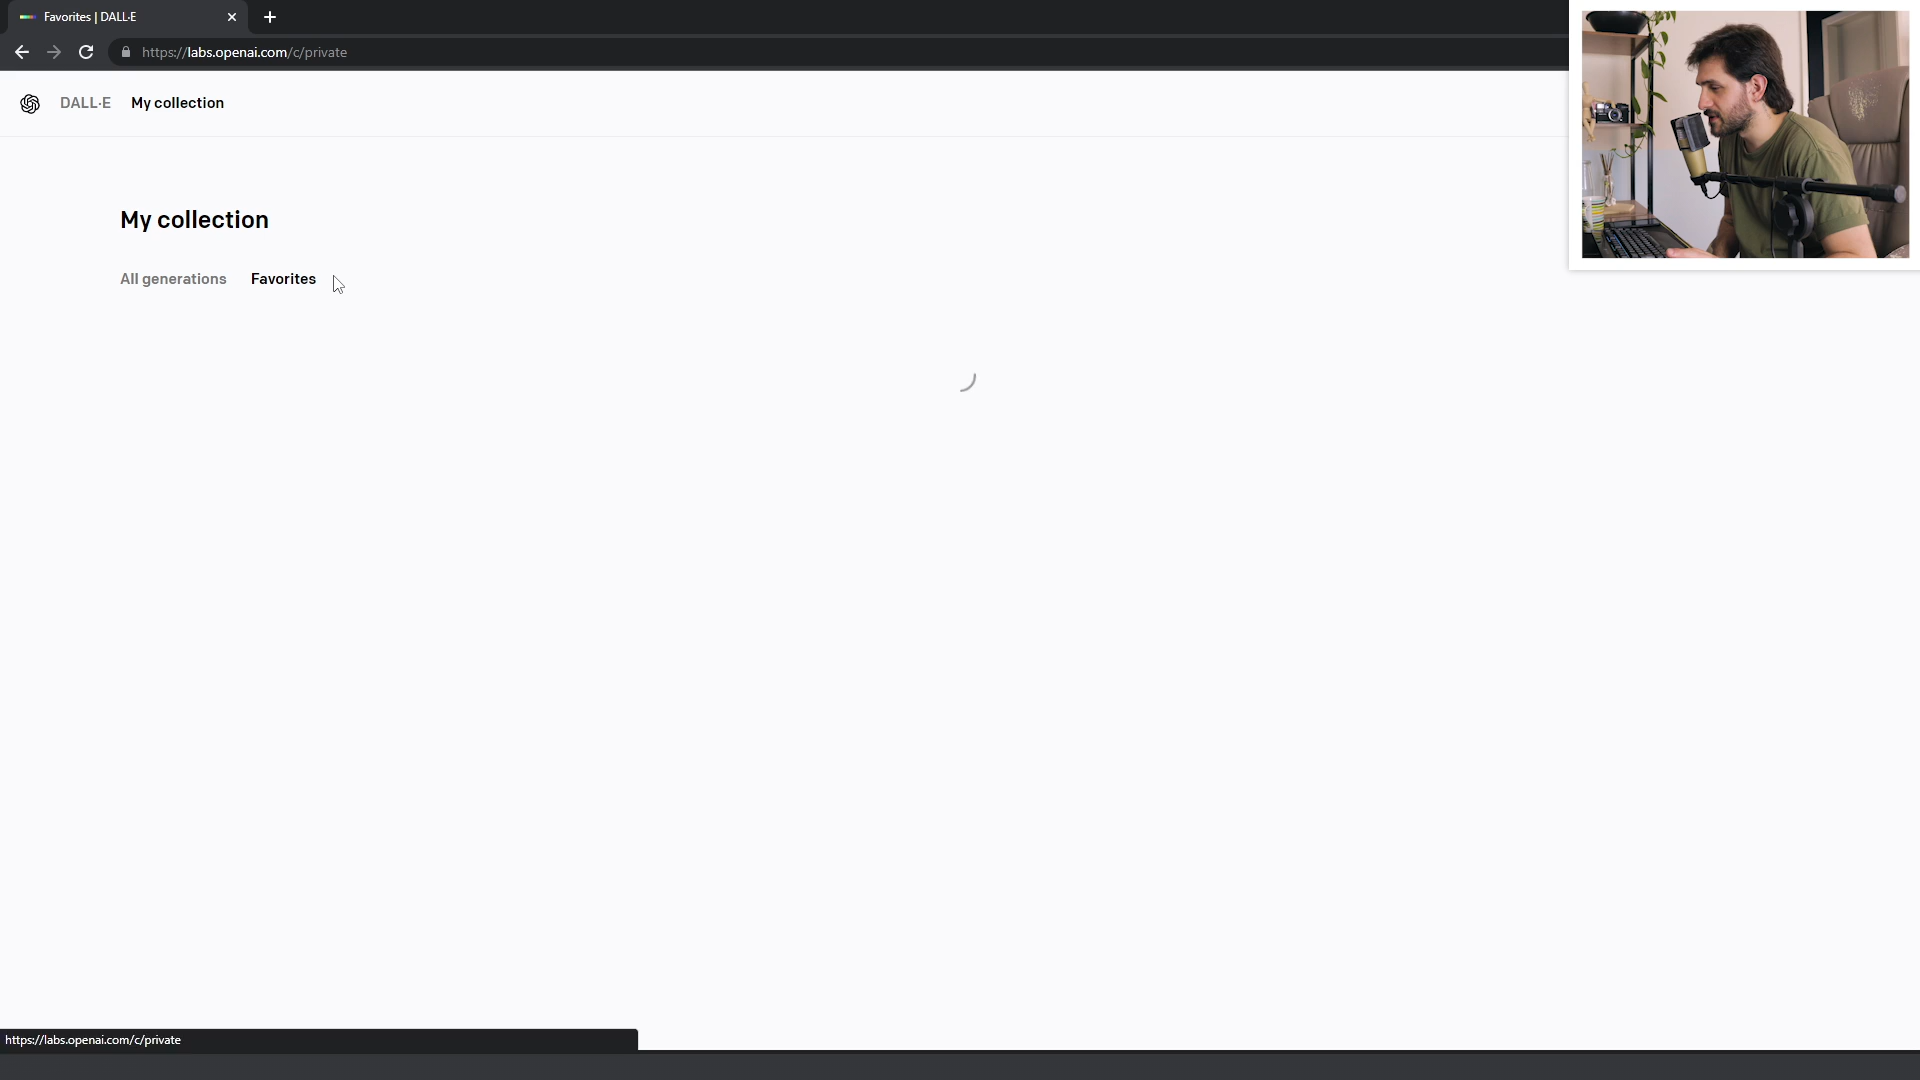 Favorites | DALL·E
https://labs.openai.com/c/private
DALL·E My collection
My collection
All generations Favorites
https://labs.openai.com/c/private